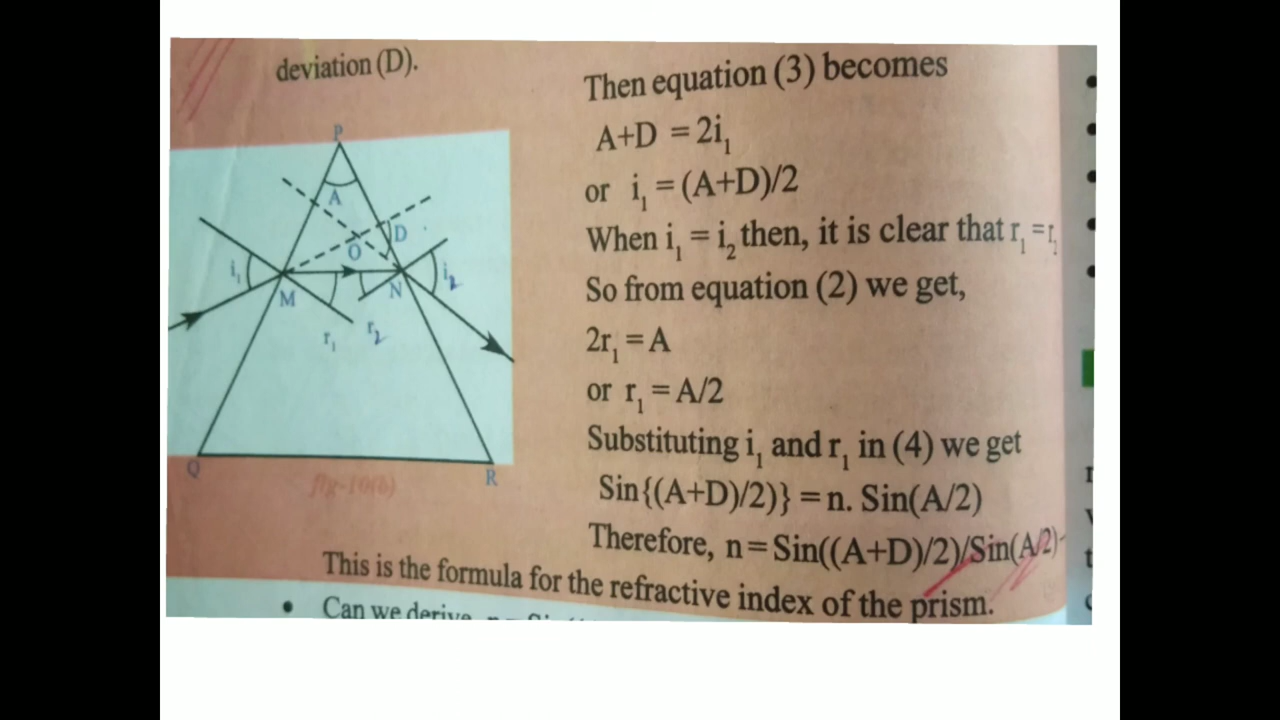 deviation (D).
P
A
D
O
i₁
i₂
M
N
r₁
r₂
Q
R
fig-10(b)
Then equation (3) becomes
A+D = 2i₁
or i₁ = (A+D)/2
When i₁ = i₂ then, it is clear that r₁ = r₂
So from equation (2) we get,
2r₁ = A
or r₁ = A/2
Substituting i₁ and r₁ in (4) we get
Sin{(A+D)/2)} = n. Sin(A/2)
Therefore, n = Sin((A+D)/2)/Sin(A/2)
This is the formula for the refractive index of the prism.
• Can we derive